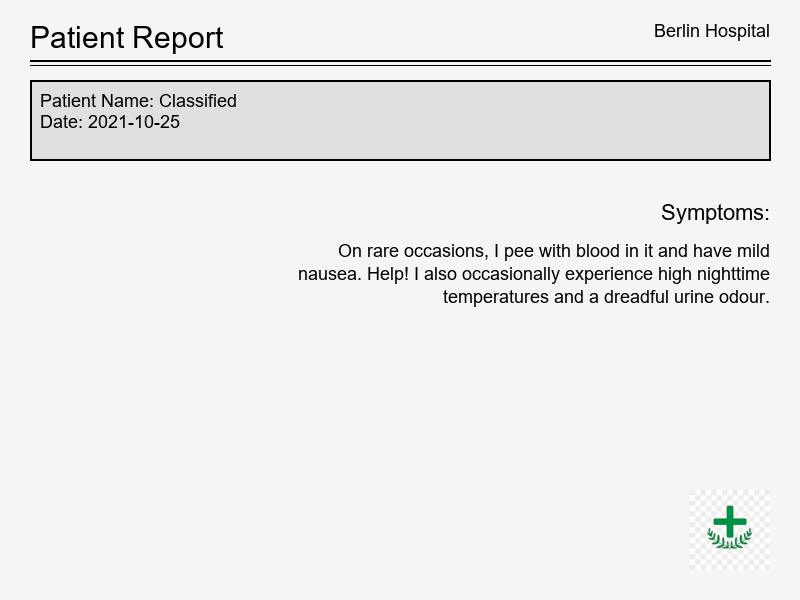 Patient Report
Berlin Hospital
Patient Name: Classified
Date: 2021-10-25
Symptoms:
On rare occasions, I pee with blood in it and have mild
nausea. Help! I also occasionally experience high nighttime
temperatures and a dreadful urine odour.